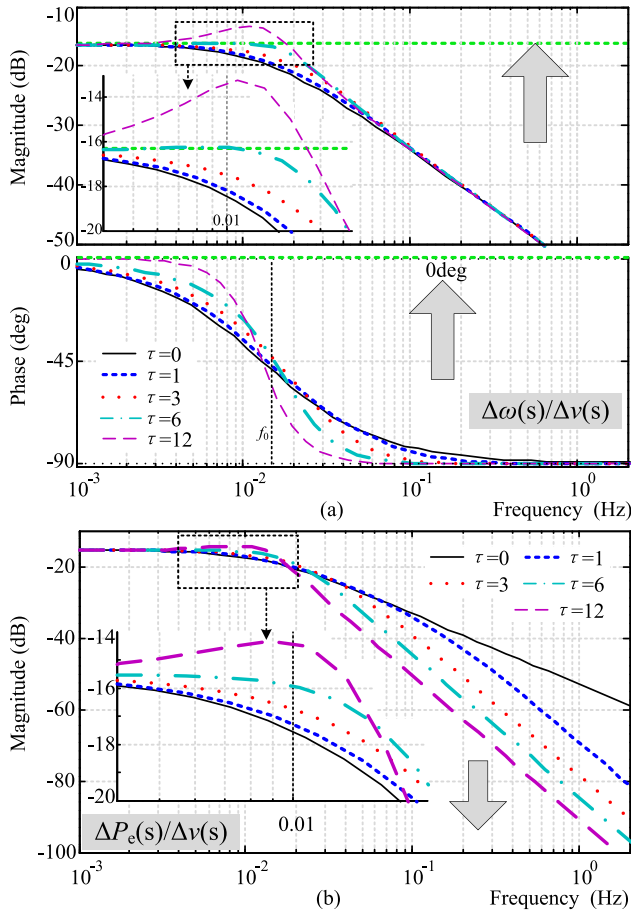 -10
-20
-30
-40
-50
Magnitude (dB)
-14
-16
-18
-20
0.01
0
-45
-90
Phase (deg)
0deg
τ=0
τ=1
τ=3
τ=6
τ=12
f0
Δω(s)/Δv(s)
10-3
10-2
10-1
100
(a)
Frequency (Hz)
-20
-40
-60
-80
-100
Magnitude (dB)
τ=0
τ=1
τ=3
τ=6
τ=12
-14
-16
-18
-20
0.01
ΔPe(s)/Δv(s)
10-3
10-2
10-1
100
(b)
Frequency (Hz)